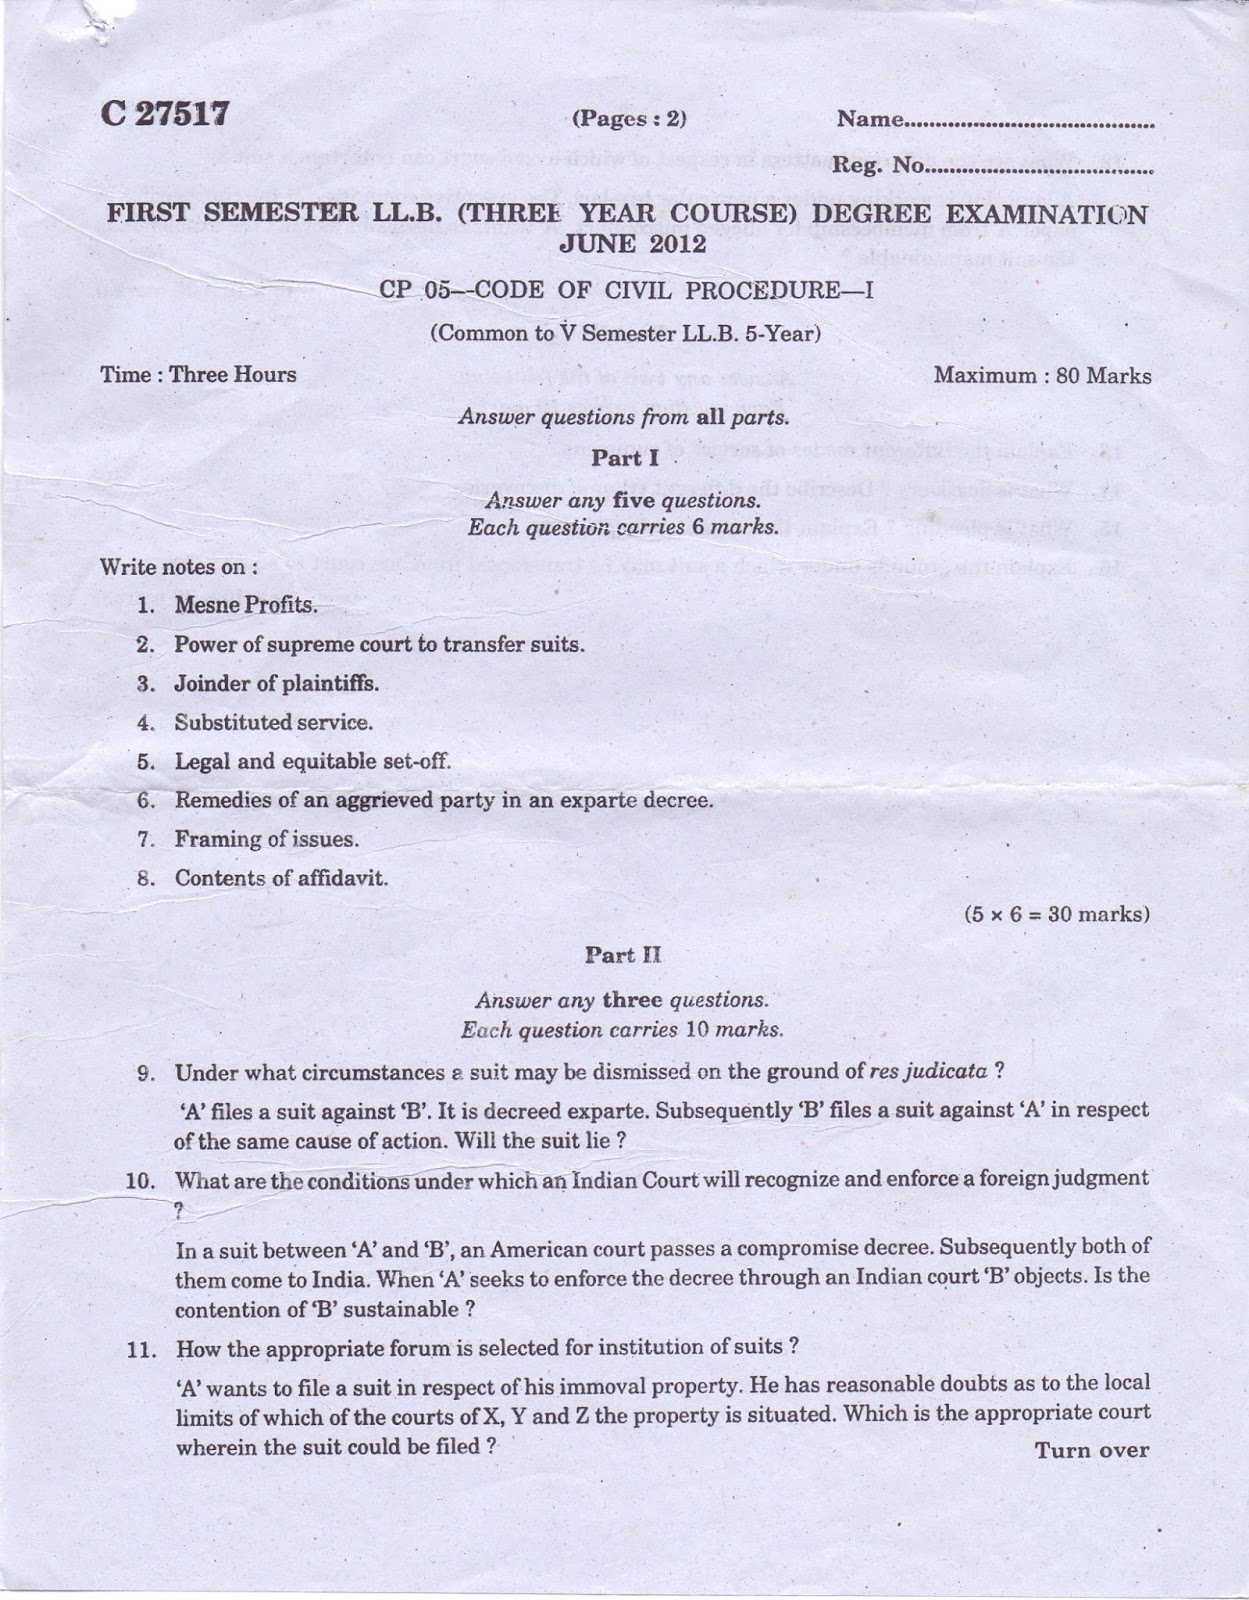 C 27517
(Pages : 2)
Name..........................................
Reg. No.......................................
FIRST SEMESTER LL.B. (THREE YEAR COURSE) DEGREE EXAMINATION
JUNE 2012
CP 05—CODE OF CIVIL PROCEDURE—I
(Common to V Semester LL.B. 5-Year)
Time : Three Hours
Maximum : 80 Marks
Answer questions from all parts.
Part I
Answer any five questions.
Each question carries 6 marks.
Write notes on :
1. Mesne Profits.
2. Power of supreme court to transfer suits.
3. Joinder of plaintiffs.
4. Substituted service.
5. Legal and equitable set-off.
6. Remedies of an aggrieved party in an exparte decree.
7. Framing of issues.
8. Contents of affidavit.
(5 × 6 = 30 marks)
Part II
Answer any three questions.
Each question carries 10 marks.
9. Under what circumstances a suit may be dismissed on the ground of res judicata ?
‘A’ files a suit against ‘B’. It is decreed exparte. Subsequently ‘B’ files a suit against ‘A’ in respect
of the same cause of action. Will the suit lie ?
10. What are the conditions under which an Indian Court will recognize and enforce a foreign judgment
?
In a suit between ‘A’ and ‘B’, an American court passes a compromise decree. Subsequently both of
them come to India. When ‘A’ seeks to enforce the decree through an Indian court ‘B’ objects. Is the
contention of ‘B’ sustainable ?
11. How the appropriate forum is selected for institution of suits ?
‘A’ wants to file a suit in respect of his immoval property. He has reasonable doubts as to the local
limits of which of the courts of X, Y and Z the property is situated. Which is the appropriate court
wherein the suit could be filed ?
Turn over